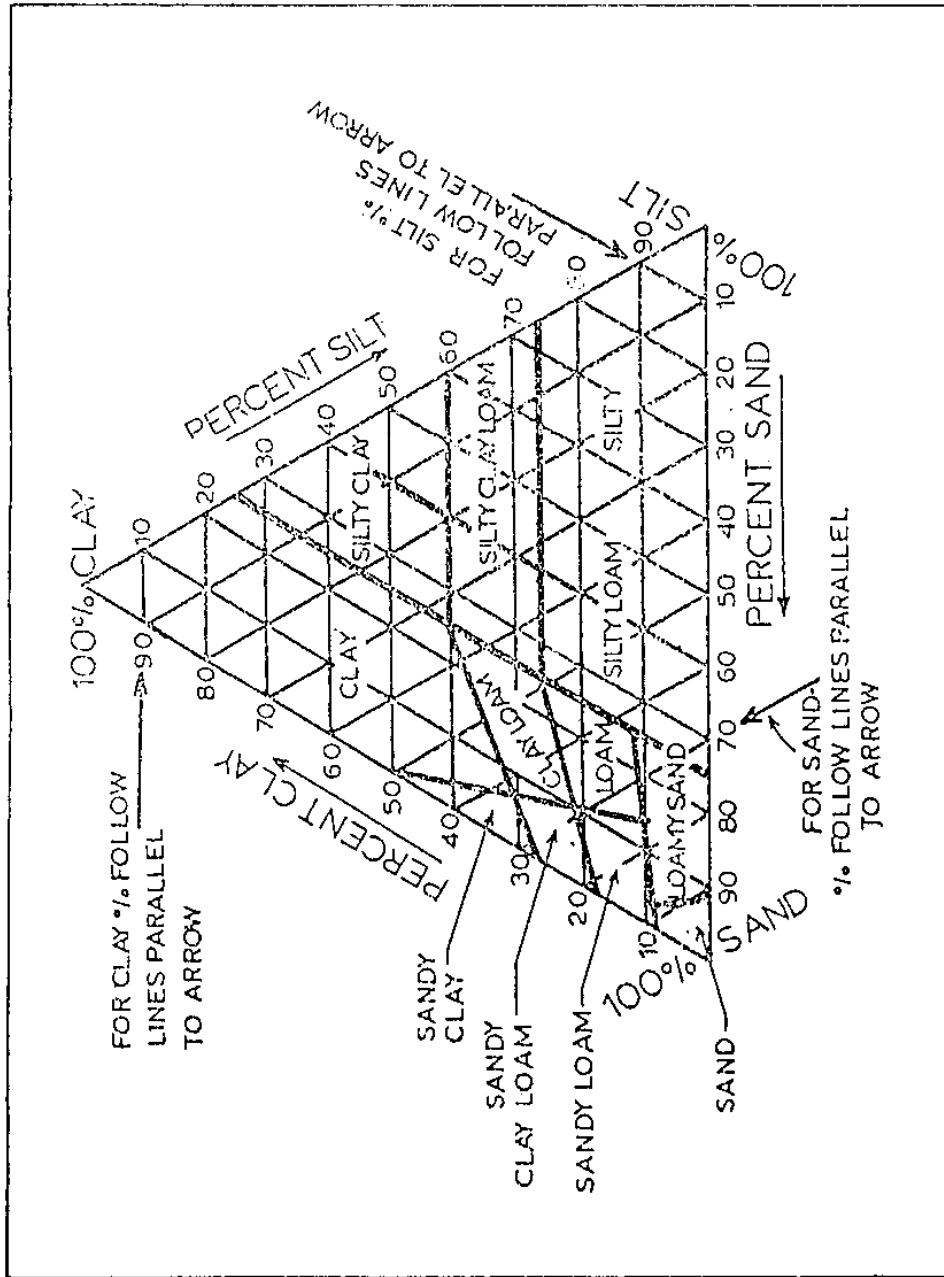 100% CLAY
FOR CLAY % FOLLOW
LINES PARALLEL
TO ARROW
PERCENT CLAY
90
80
70
60
50
40
30
20
10
PERCENT SILT
10
20
30
40
50
60
70
80
90
FOR SILT %
FOLLOW LINES
PARALLEL TO ARROW
CLAY
SILTY CLAY
SILTY CLAY LOAM
CLAY LOAM
LOAM
SILTY LOAM
SILTY
LOAMY SAND
SANDY
CLAY
SANDY
CLAY LOAM
SANDY LOAM
SAND
100%
SAND
90
80
70
60
50
40
30
20
10
100%
SILT
PERCENT SAND
FOR SAND-
% FOLLOW LINES PARALLEL
TO ARROW